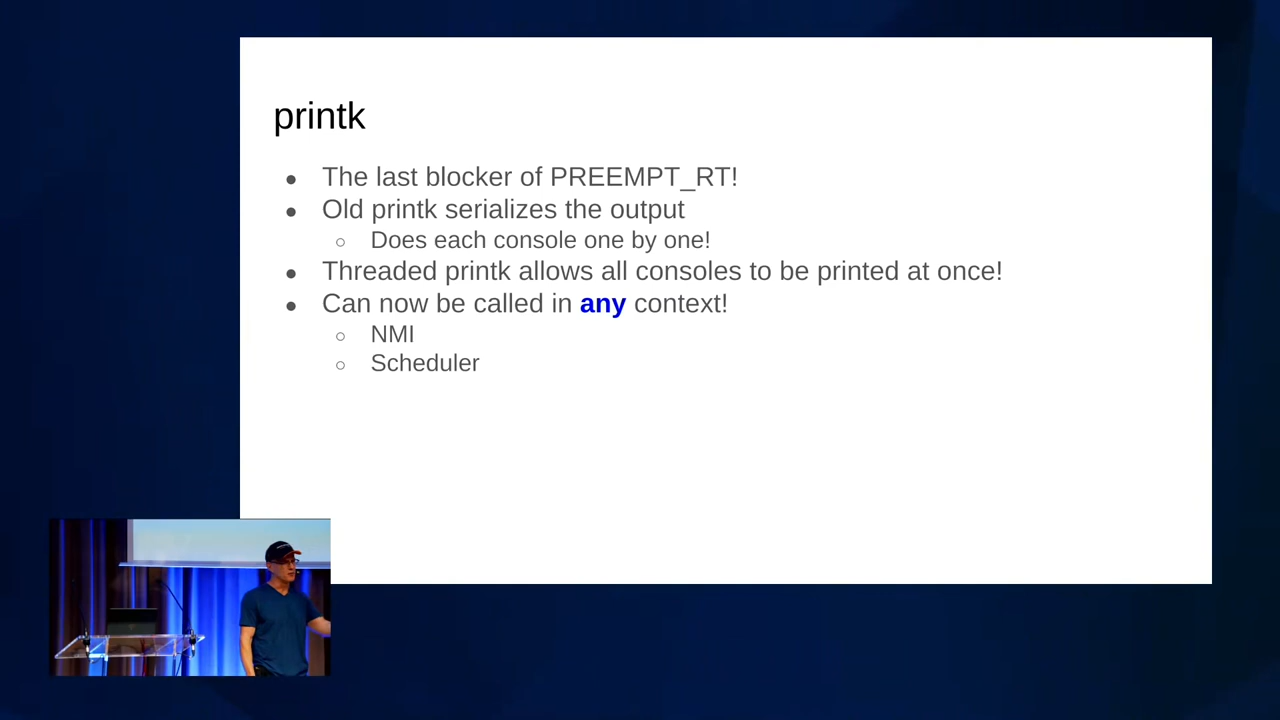 printk
● The last blocker of PREEMPT_RT!
● Old printk serializes the output
○ Does each console one by one!
● Threaded printk allows all consoles to be printed at once!
● Can now be called in any context!
○ NMI
○ Scheduler